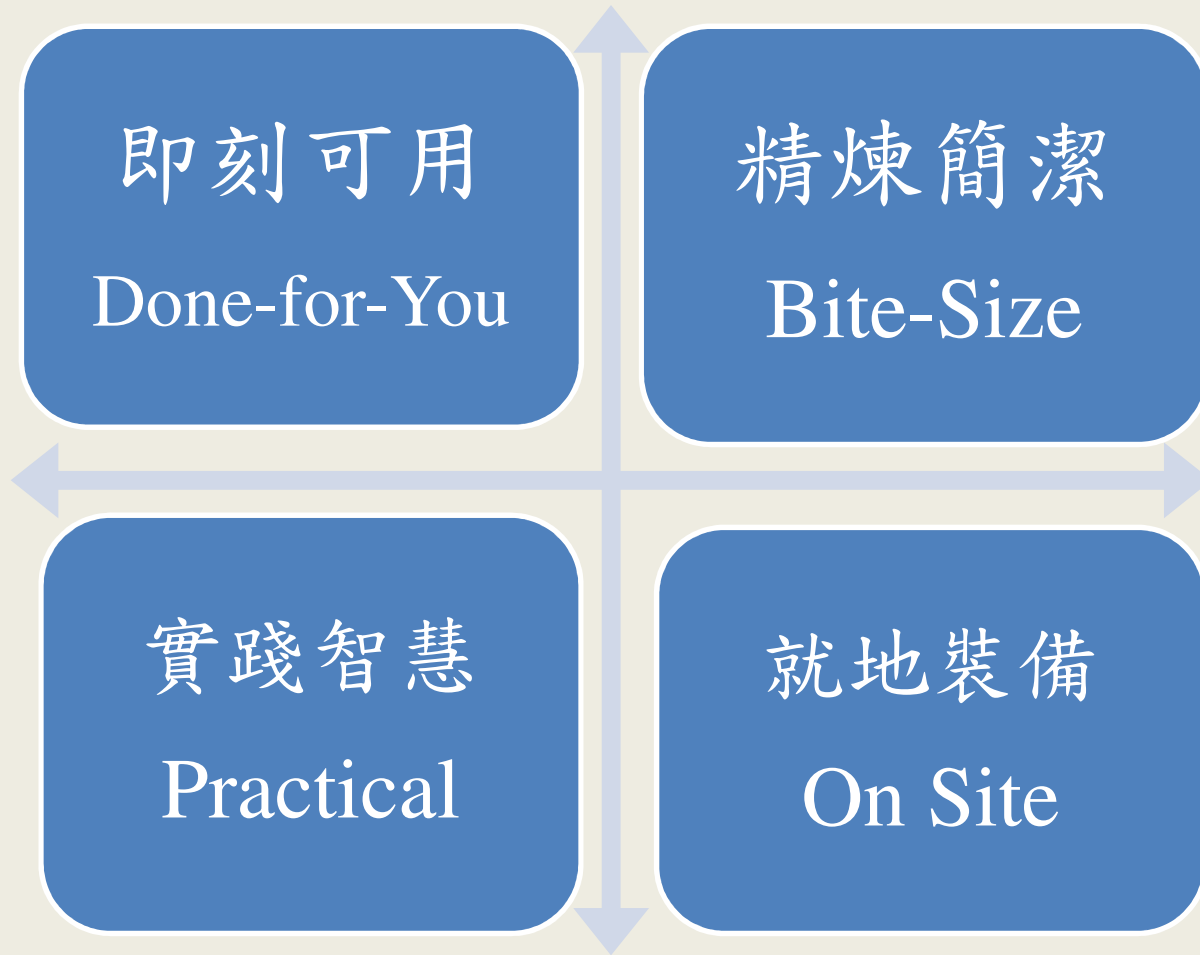 即刻可用
Done-for-You
精煉簡潔
Bite-Size
實踐智慧
Practical
就地裝備
On Site